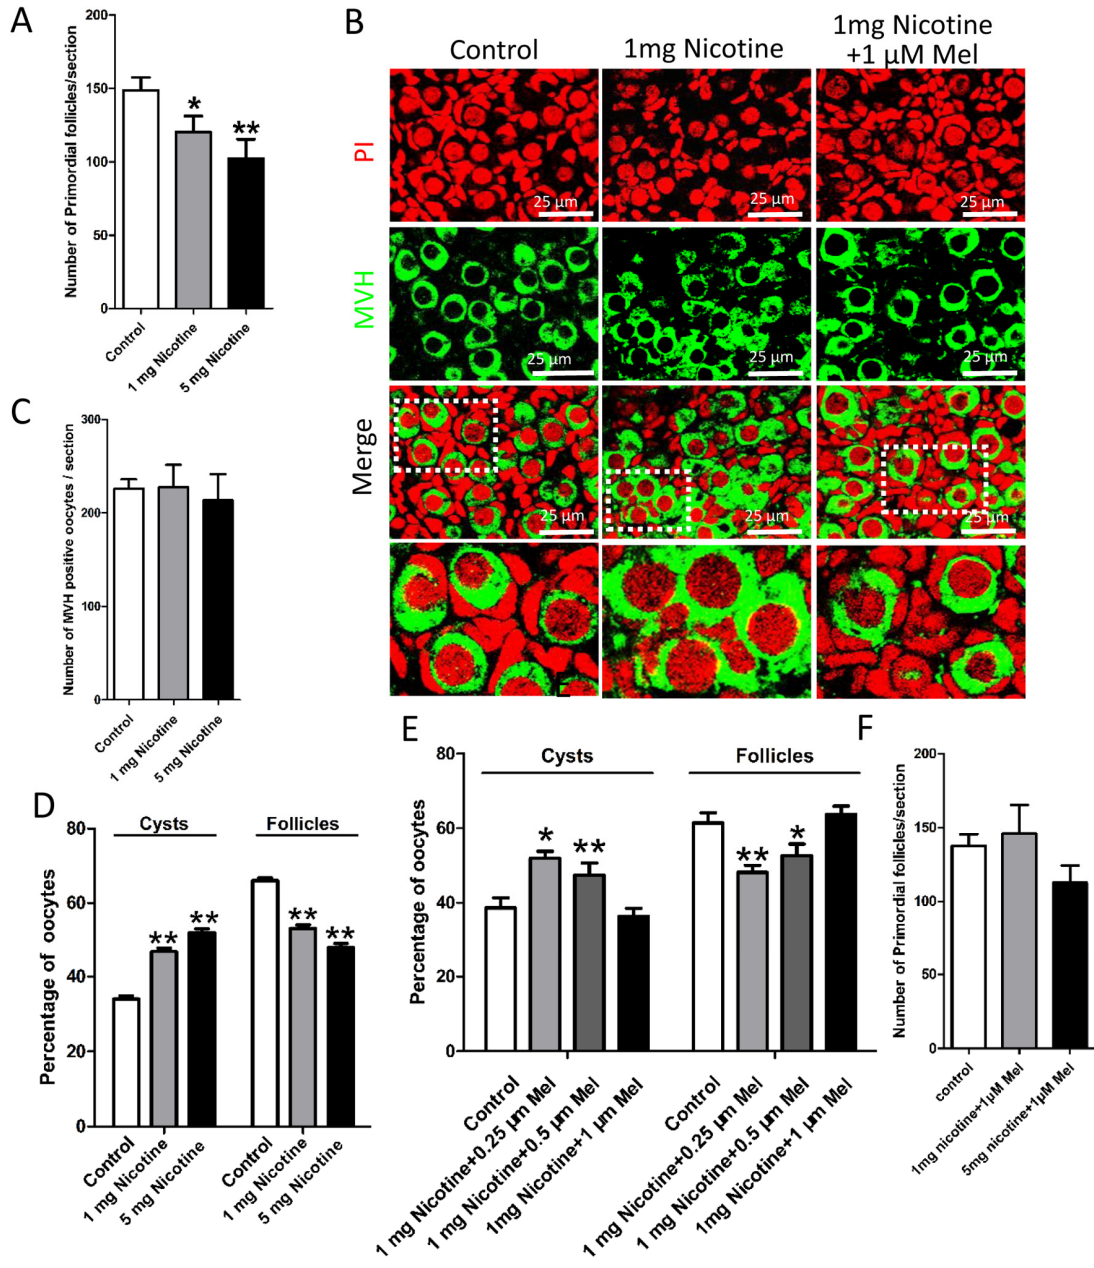 A
Number of Primordial follicles/section
200
150
100
50
0
*
**
Control
1 mg Nicotine
5 mg Nicotine
B
Control
1mg Nicotine
1mg Nicotine
+1 μM Mel
PI
25 μm
25 μm
25 μm
MVH
25 μm
25 μm
25 μm
Merge
25 μm
25 μm
25 μm
C
Number of MVH positive oocytes / section
300
200
100
0
Control
1 mg Nicotine
5 mg Nicotine
D
Percentage of oocytes
80
60
40
20
0
Cysts
Follicles
**
**
**
**
Control
1 mg Nicotine
5 mg Nicotine
Control
1 mg Nicotine
5 mg Nicotine
E
Percentage of oocytes
80
60
40
20
0
Cysts
Follicles
*
**
**
*
Control
1 mg Nicotine+0.25 μm Mel
1 mg Nicotine+0.5 μm Mel
1mg Nicotine+1 μm Mel
Control
1 mg Nicotine+0.25 μm Mel
1 mg Nicotine+0.5 μm Mel
1mg Nicotine+1 μm Mel
F
Number of Primordial follicles/section
200
150
100
50
0
control
1mg nicotine+1μM Mel
5mg nicotine+1μM Mel